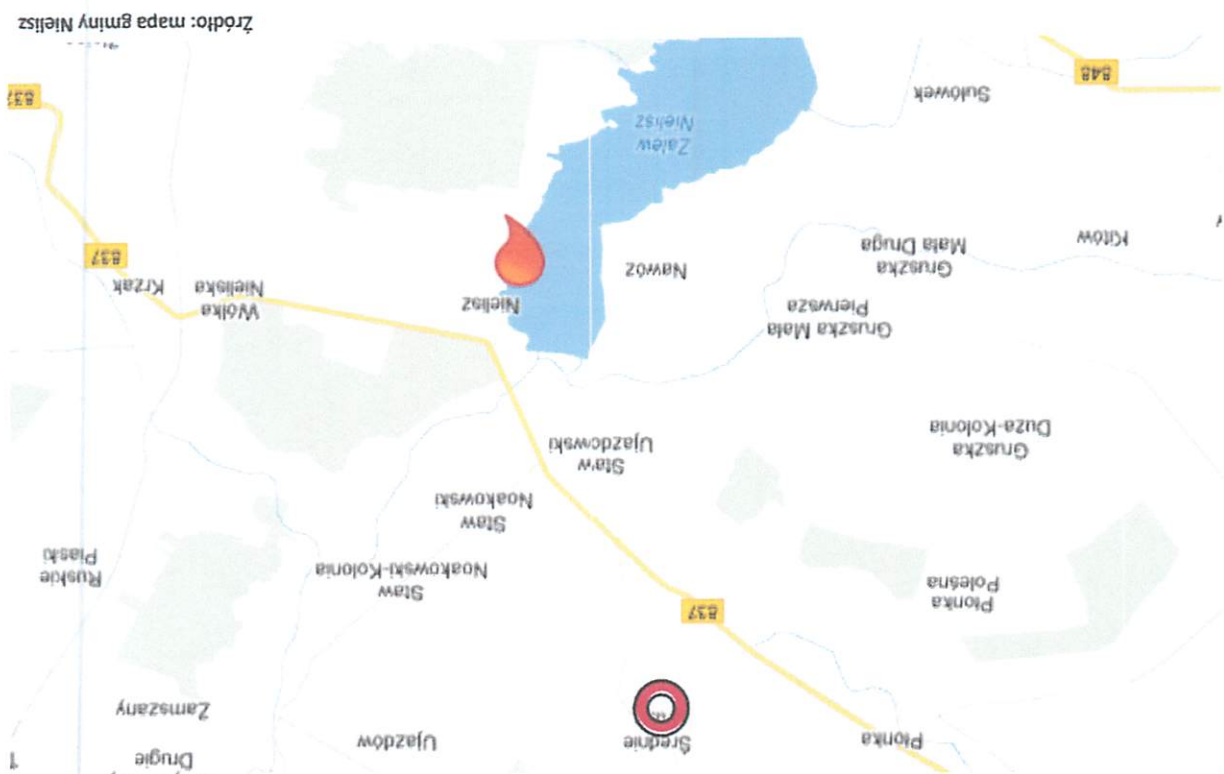 Płonka
Średnie
Ujazdów
Drugie
Zamszany
837
Płonka
Poleśna
Staw
Noakowski-Kolonia
Ruskie
Piaski
Staw
Noakowski
Gruszka
Duża-Kolonia
Staw
Ujazdowski
Gruszka Mała
Pierwsza
Nielisz
Wólka
Nieliska
Krzak
Nawóz
Gruszka
Mała Druga
Kitów
837
Zalew
Nielisz
Sułówek
837
848
Źródło: mapa gminy Nielisz